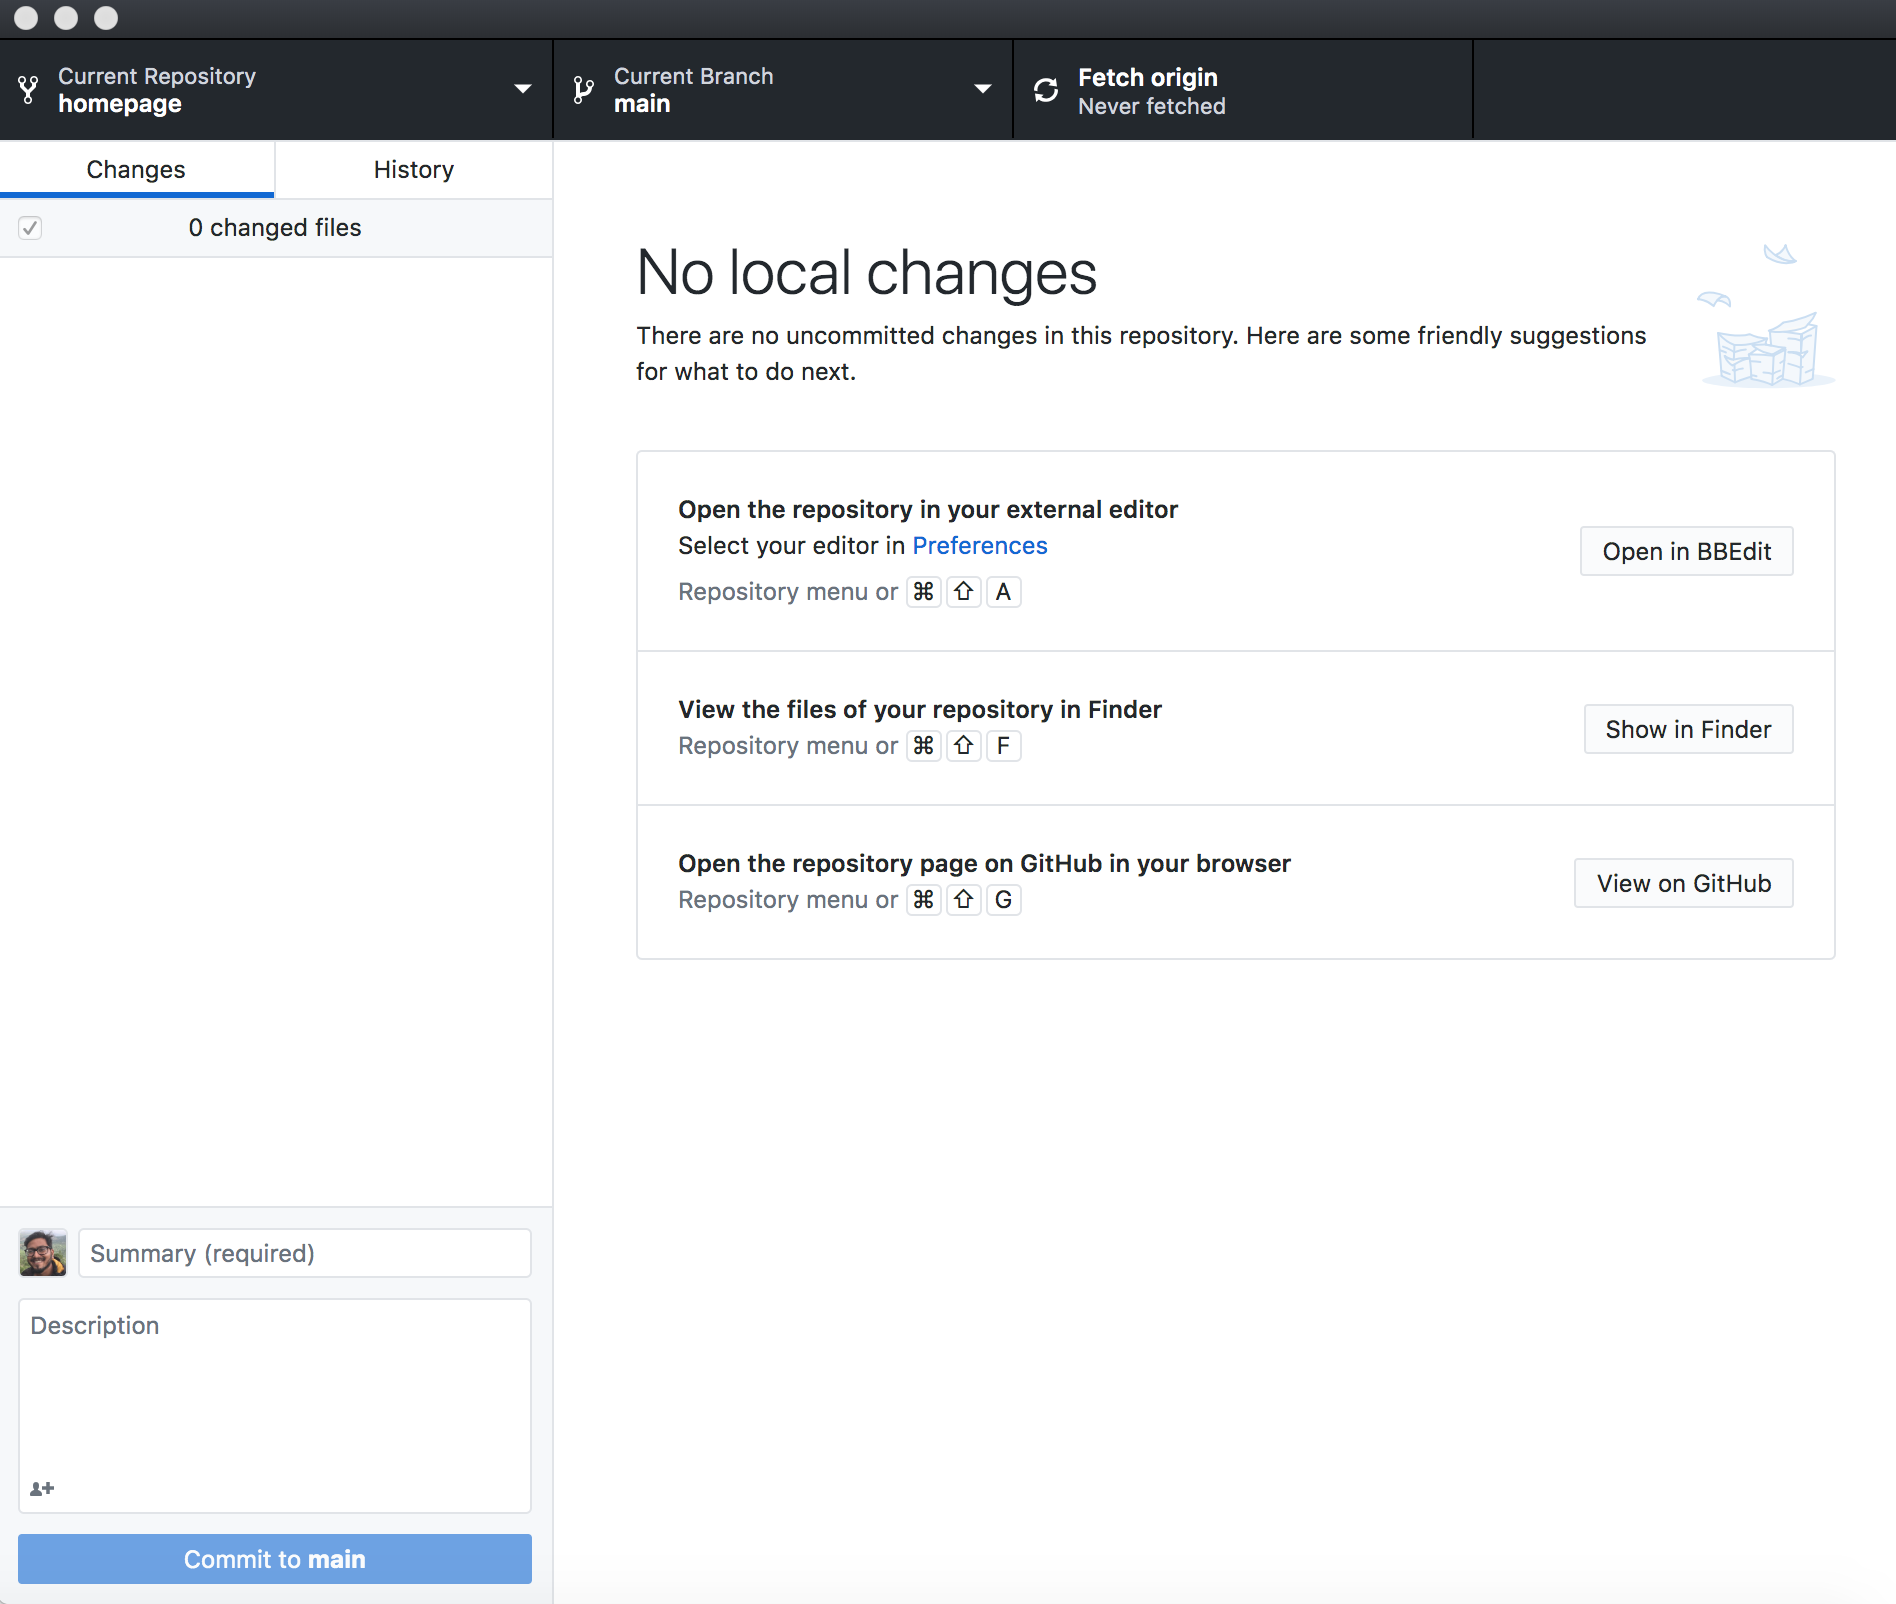 Current Repository
homepage
Current Branch
main
Fetch origin
Never fetched
Changes
History
0 changed files
No local changes
There are no uncommitted changes in this repository. Here are some friendly suggestions
for what to do next.
Open the repository in your external editor
Select your editor in Preferences
Repository menu or ⌘ ⇧ A
Open in BBEdit
View the files of your repository in Finder
Repository menu or ⌘ ⇧ F
Show in Finder
Open the repository page on GitHub in your browser
Repository menu or ⌘ ⇧ G
View on GitHub
Summary (required)
Description
Commit to main